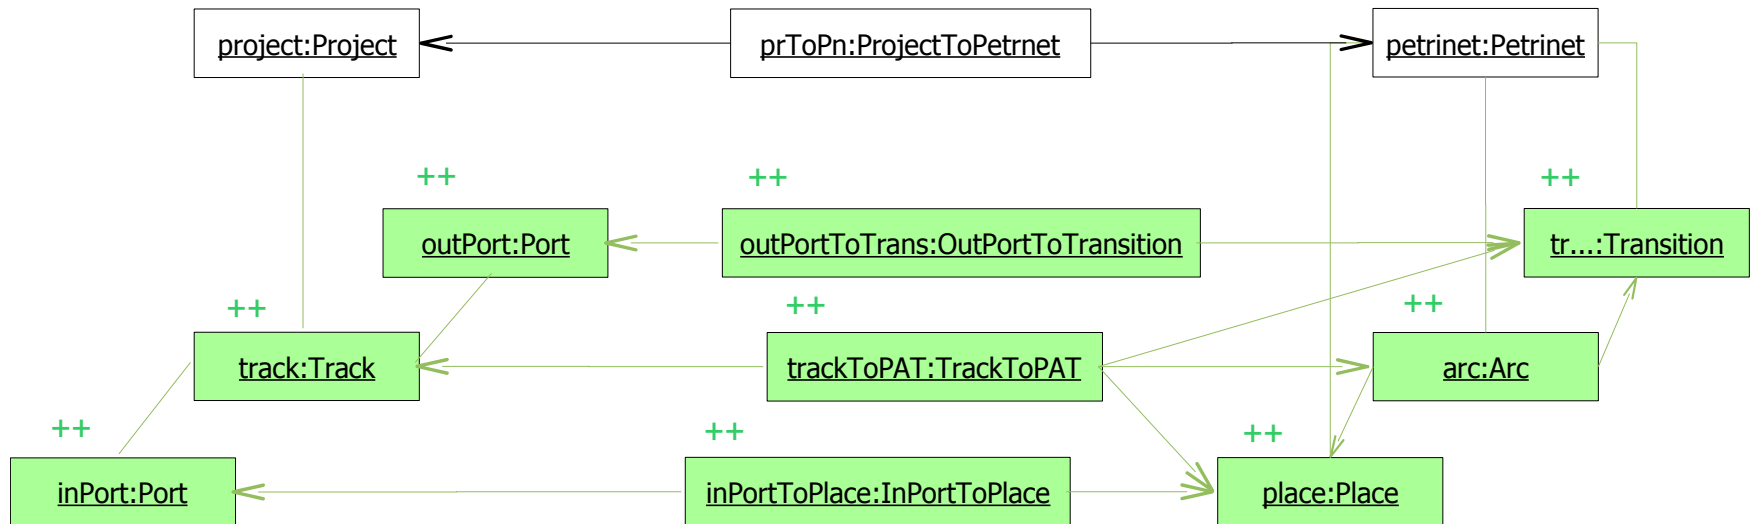 project:Project
prToPn:ProjectToPetrnet
petrinet:Petrinet
++
++
++
outPort:Port
outPortToTrans:OutPortToTransition
tr...:Transition
++
++
++
track:Track
trackToPAT:TrackToPAT
arc:Arc
++
++
++
inPort:Port
inPortToPlace:InPortToPlace
place:Place